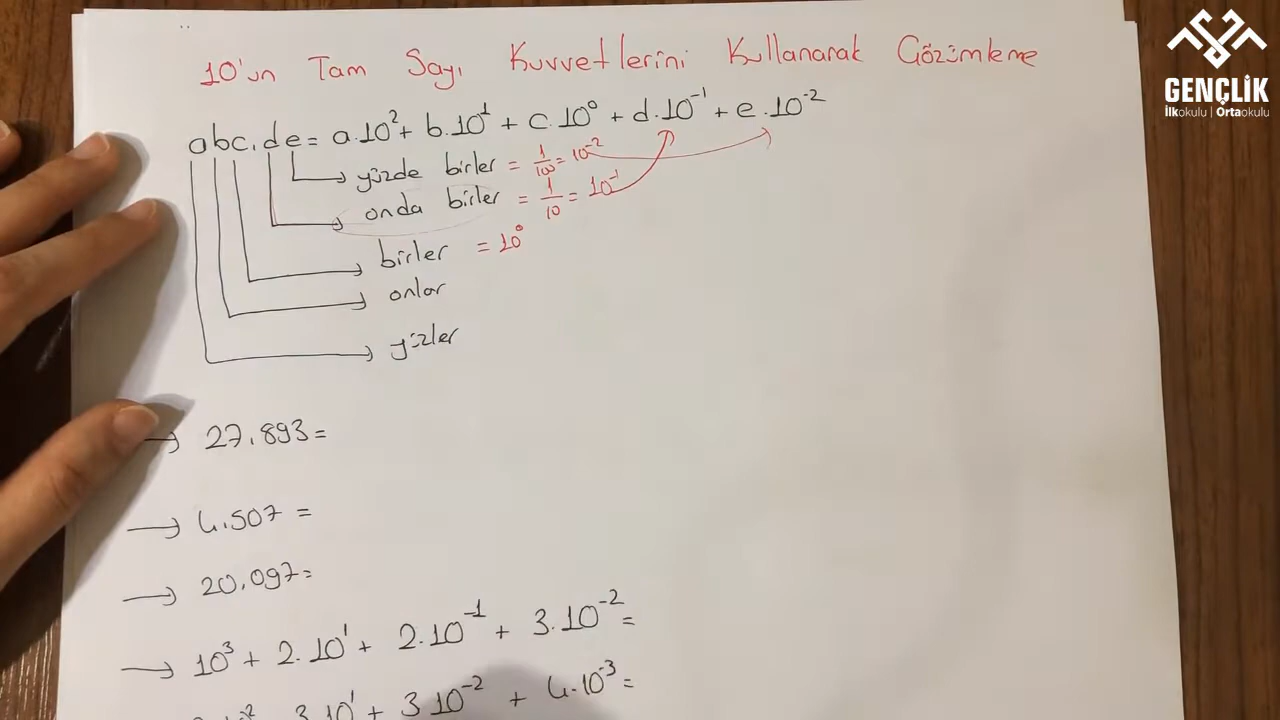 10'un Tam Sayı Kuvvetlerini Kullanarak Çözümleme
GENÇLİK
İlkokulu | Ortaokulu
abc,de = a.10² + b.10¹ + c.10⁰ + d.10⁻¹ + e.10⁻²
yüzde birler = 1/100 = 10⁻²
onda birler = 1/10 = 10⁻¹
birler = 10⁰
onlar
yüzler
→ 27,893 =
→ 4,507 =
→ 20,097 =
→ 10³ + 2.10¹ + 2.10⁻¹ + 3.10⁻² =
3.10¹ + 3.10⁻² + 4.10⁻³ =